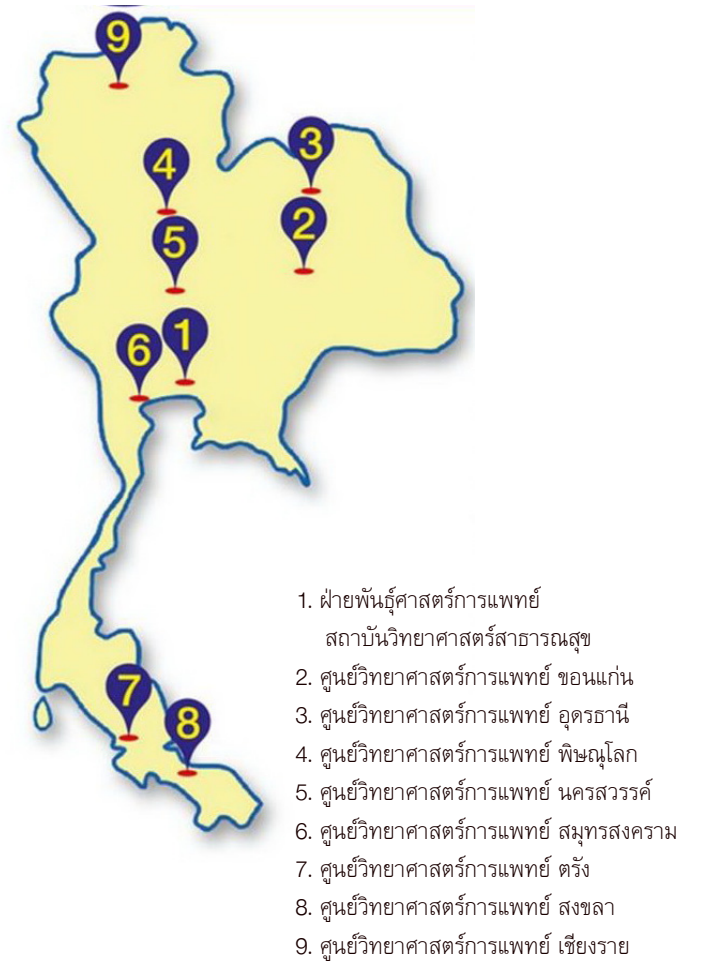 9
3
4
2
5
1
6
7
8
1. ฝ่ายพันธุ์ศาสตร์การแพทย์
สถาบันวิทยาศาสตร์สาธารณสุข
2. ศูนย์วิทยาศาสตร์การแพทย์ ขอนแก่น
3. ศูนย์วิทยาศาสตร์การแพทย์ อุดรธานี
4. ศูนย์วิทยาศาสตร์การแพทย์ พิษณุโลก
5. ศูนย์วิทยาศาสตร์การแพทย์ นครสวรรค์
6. ศูนย์วิทยาศาสตร์การแพทย์ สมุทรสงคราม
7. ศูนย์วิทยาศาสตร์การแพทย์ ตรัง
8. ศูนย์วิทยาศาสตร์การแพทย์ สงขลา
9. ศูนย์วิทยาศาสตร์การแพทย์ เชียงราย